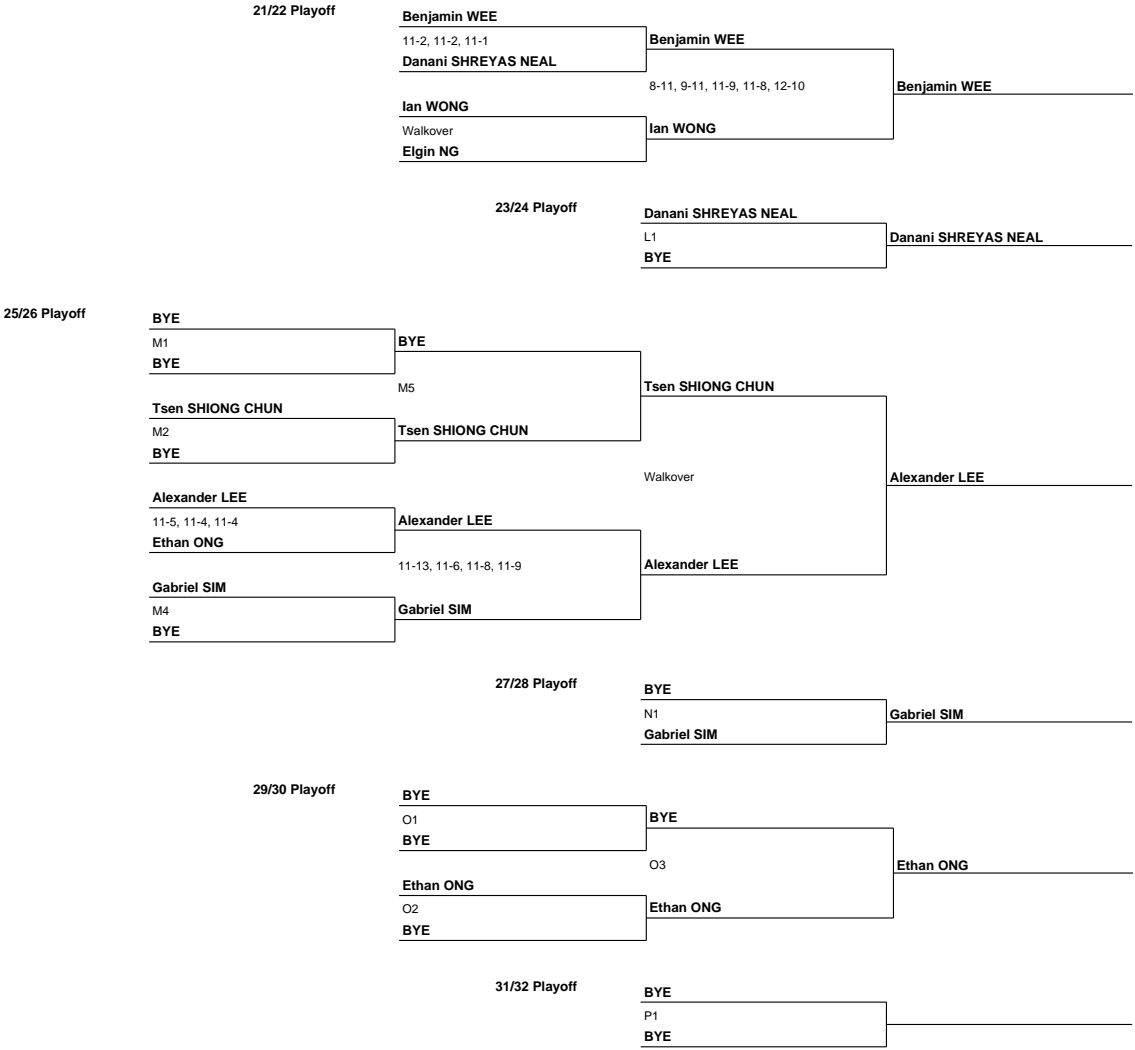 21/22 Playoff
Benjamin WEE
11-2, 11-2, 11-1
Benjamin WEE
Danani SHREYAS NEAL
8-11, 9-11, 11-9, 11-8, 12-10
Benjamin WEE
Ian WONG
Walkover
Ian WONG
Elgin NG
23/24 Playoff
Danani SHREYAS NEAL
L1
Danani SHREYAS NEAL
BYE
25/26 Playoff
BYE
M1
BYE
BYE
M5
Tsen SHIONG CHUN
Tsen SHIONG CHUN
M2
Tsen SHIONG CHUN
BYE
Walkover
Alexander LEE
Alexander LEE
11-5, 11-4, 11-4
Alexander LEE
Ethan ONG
11-13, 11-6, 11-8, 11-9
Alexander LEE
Gabriel SIM
M4
Gabriel SIM
BYE
27/28 Playoff
BYE
N1
Gabriel SIM
Gabriel SIM
29/30 Playoff
BYE
O1
BYE
BYE
O3
Ethan ONG
Ethan ONG
O2
Ethan ONG
BYE
31/32 Playoff
BYE
P1
BYE